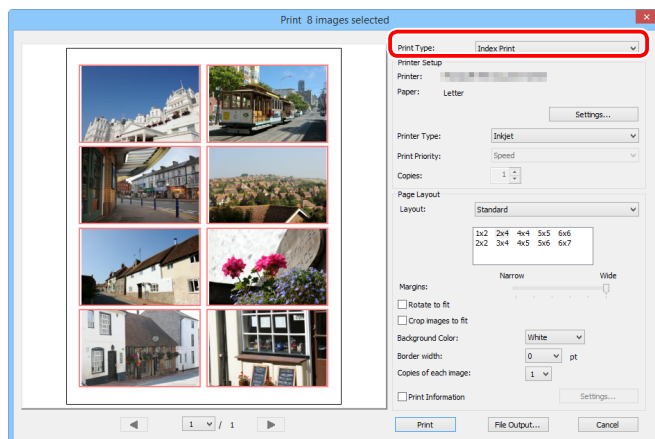 Print 8 images selected
Print Type: Index Print
Printer Setup
Printer:
Paper: Letter
Settings...
Printer Type: Inkjet
Print Priority: Speed
Copies: 1
Page Layout
Layout: Standard
1x2 2x4 4x4 5x5 6x6
2x2 3x4 4x5 5x6 6x7
Narrow Wide
Margins:
Rotate to fit
Crop images to fit
Background Color: White
Border width: 0 pt
Copies of each image: 1
Print Information Settings...
1 / 1
Print File Output... Cancel